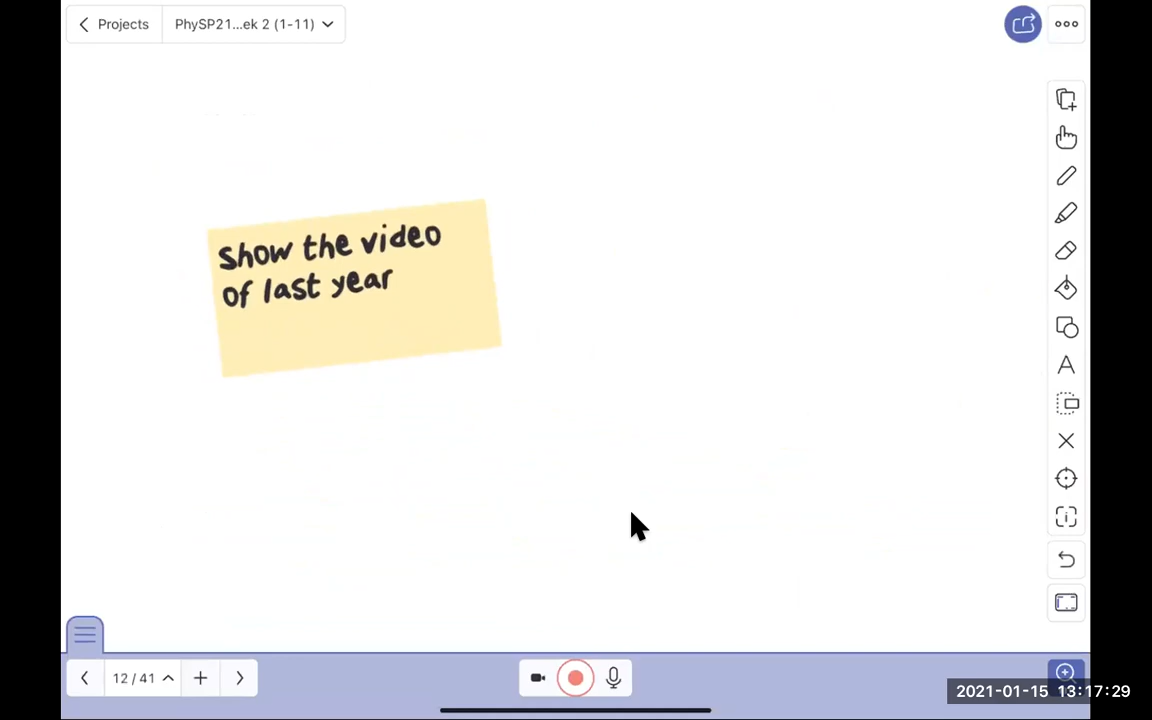 Projects
PhySP21...ek 2 (1-11)
Show the video
of last year
A
12 / 41
2021-01-15 13:17:29